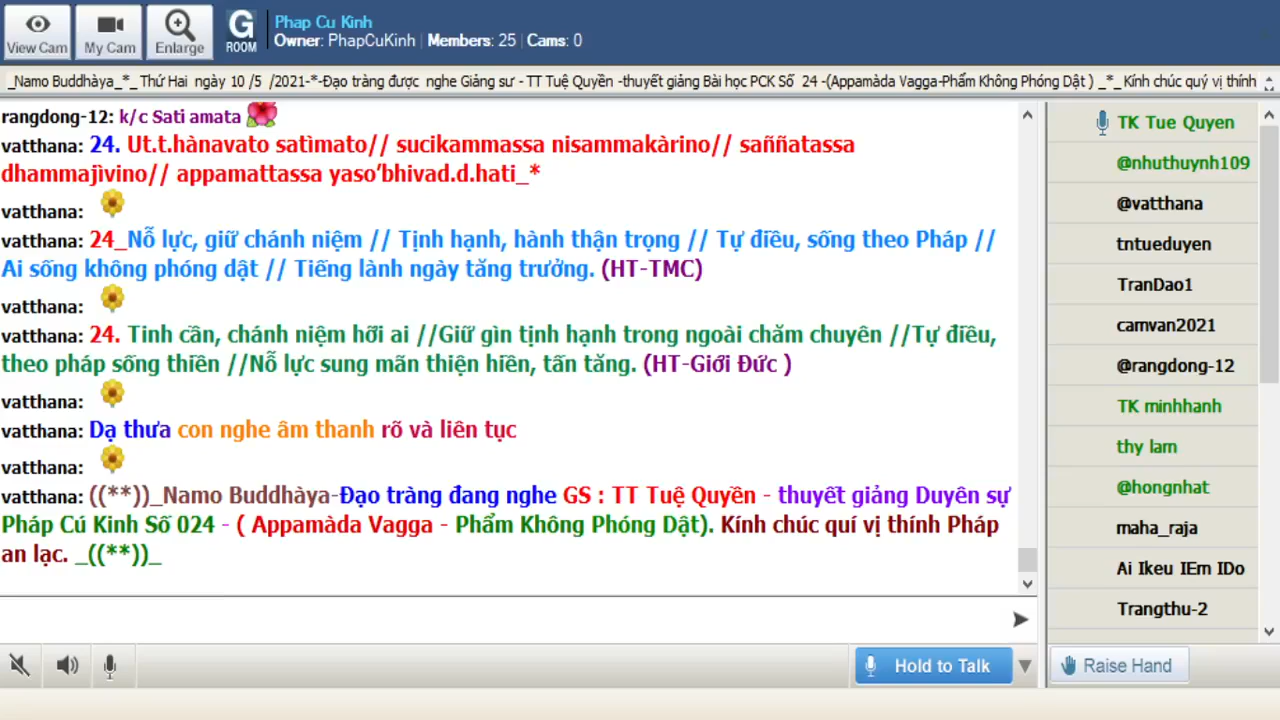 Phap Cu Kinh
View Cam
My Cam
Enlarge
G ROOM
Owner: PhapCuKinh | Members: 25 | Cams: 0
_Namo Buddhàya_*_ Thứ Hai ngày 10 /5 /2021-*-Đạo tràng được nghe Giảng sư - TT Tuệ Quyền -thuyết giảng Bài học PCK Số 24 -(Appamàda Vagga-Phẩm Không Phóng Dật ) _*_ Kính chúc quý vị thính
rangdong-12: k/c Sati amata
vatthana: 24. Ut.t.hànavato satìmato// sucikammassa nisammakàrino// saññatassa
dhammajìvino// appamattassa yaso’bhivad.d.hati_*
vatthana:
vatthana: 24_Nỗ lực, giữ chánh niệm // Tịnh hạnh, hành thận trọng // Tự điều, sống theo Pháp //
Ai sống không phóng dật // Tiếng lành ngày tăng trưởng. (HT-TMC)
vatthana:
vatthana: 24. Tinh cần, chánh niệm hỡi ai //Giữ gìn tịnh hạnh trong ngoài chăm chuyên //Tự điều,
theo pháp sống thiền //Nỗ lực sung mãn thiện hiền, tấn tăng. (HT-Giới Đức )
vatthana:
vatthana: Dạ thưa con nghe âm thanh rõ và liên tục
vatthana:
vatthana: ((**))_Namo Buddhàya-Đạo tràng đang nghe GS : TT Tuệ Quyền - thuyết giảng Duyên sự
Pháp Cú Kinh Số 024 - ( Appamàda Vagga - Phẩm Không Phóng Dật). Kính chúc quí vị thính Pháp
an lạc. _((**))_
TK Tue Quyen
@nhuthuynh109
@vatthana
tntueduyen
TranDao1
camvan2021
@rangdong-12
TK minhhanh
thy lam
@hongnhat
maha_raja
Ai Ikeu IEm IDo
Trangthu-2
Hold to Talk
Raise Hand